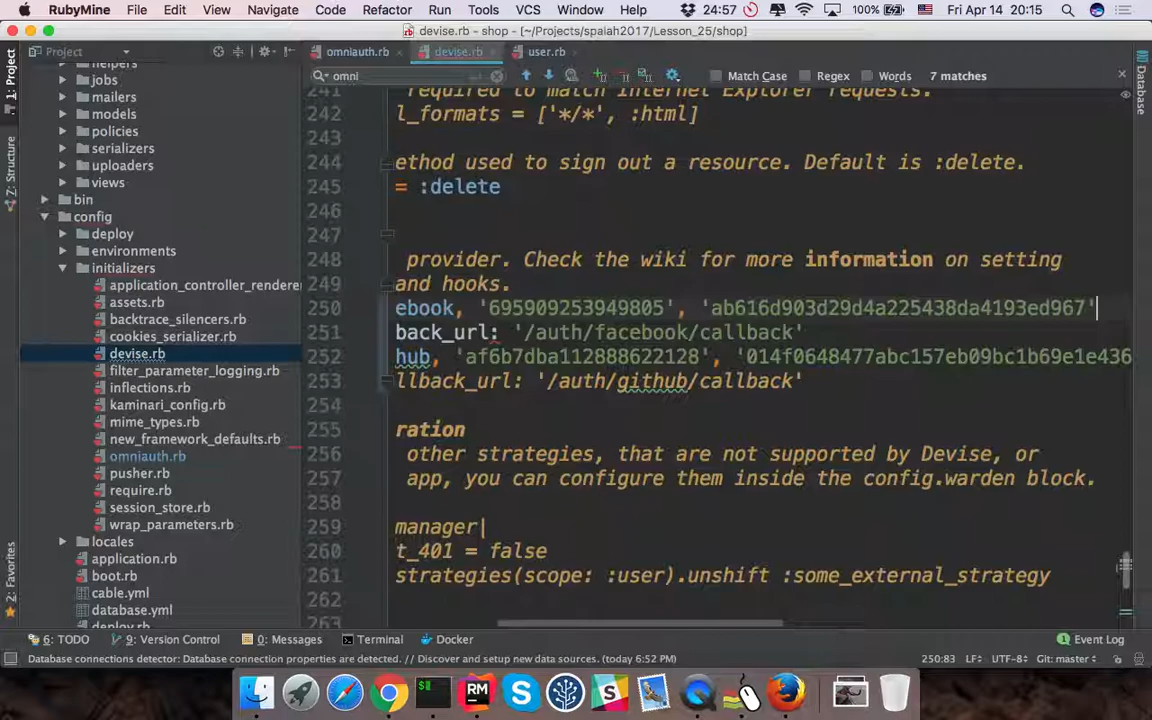 RubyMine File Edit View Navigate Code Refactor Run Tools VCS Window Help 24:57 100% Fri Apr 14 20:15
devise.rb - shop - [~/Projects/spaiah2017/Lesson_25/shop]
Project omniauth.rb devise.rb user.rb
omni Match Case Regex Words 7 matches
1: Project
Z: Structure
2: Favorites
Database
helpers
jobs
mailers
models
policies
serializers
uploaders
views
bin
config
deploy
environments
initializers
application_controller_rendere
assets.rb
backtrace_silencers.rb
cookies_serializer.rb
devise.rb
filter_parameter_logging.rb
inflections.rb
kaminari_config.rb
mime_types.rb
new_framework_defaults.rb
omniauth.rb
pusher.rb
require.rb
session_store.rb
wrap_parameters.rb
locales
application.rb
boot.rb
cable.yml
database.yml
deploy.rb
241 required to match Internet Explorer requests.
242 l_formats = ['*/*', :html]
243
244 ethod used to sign out a resource. Default is :delete.
245 = :delete
246
247
248 provider. Check the wiki for more information on setting
249 and hooks.
250 ebook, '695909253949805', 'ab616d903d29d4a225438da4193ed967'
251 back_url: '/auth/facebook/callback'
252 hub, 'af6b7dba112888622128', '014f0648477abc157eb09bc1b69e1e436
253 llback_url: '/auth/github/callback'
254
255 ration
256 other strategies, that are not supported by Devise, or
257 app, you can configure them inside the config.warden block.
258
259 manager|
260 t_401 = false
261 strategies(scope: :user).unshift :some_external_strategy
262
263
6: TODO 9: Version Control 0: Messages Terminal Docker Event Log
Database connections detector: Database connection properties are detected. // Discover and setup new data sources. (today 6:52 PM) 250:83 LF÷ UTF-8÷ Git: master÷
RM